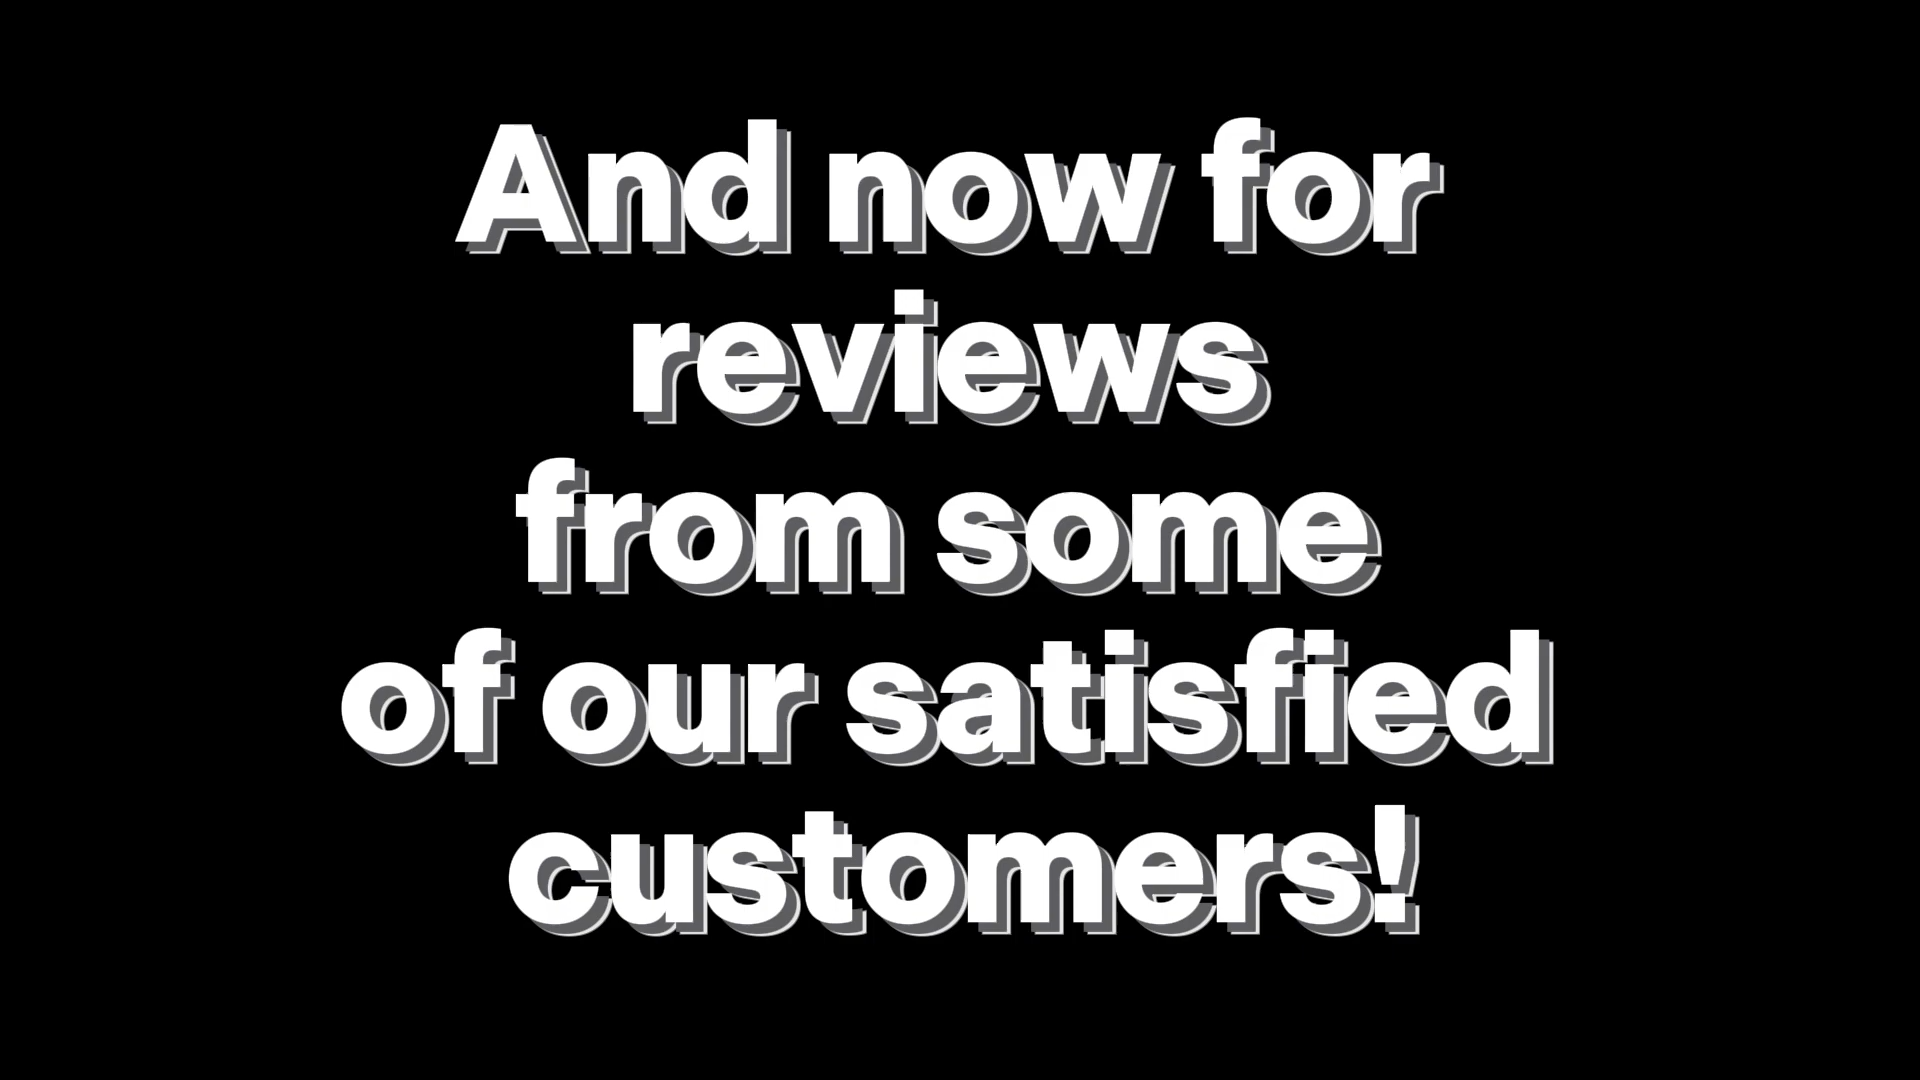 And now for
reviews
from some
of our satisfied
customers!